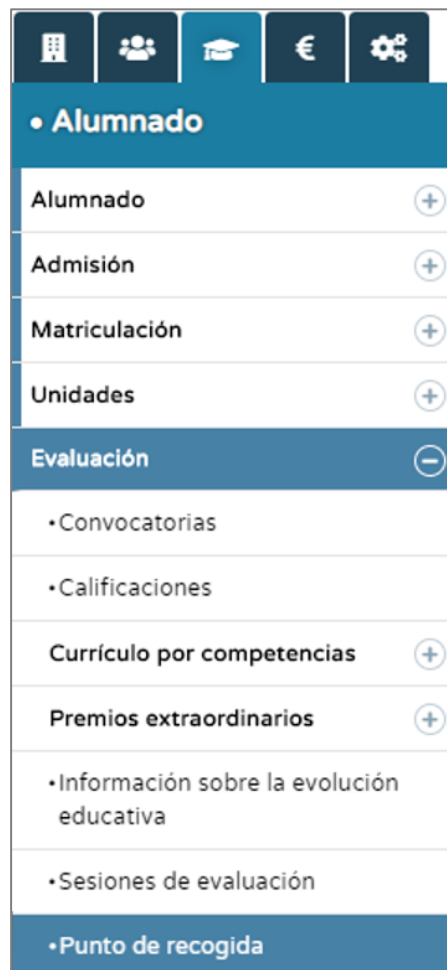 €
• Alumnado
Alumnado
Admisión
Matriculación
Unidades
Evaluación
•Convocatorias
•Calificaciones
Currículo por competencias
Premios extraordinarios
•Información sobre la evolución
educativa
•Sesiones de evaluación
•Punto de recogida